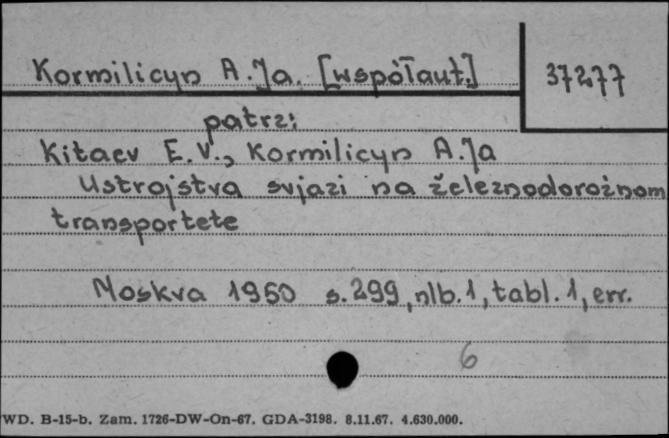 Kormilicyn A.Ja. [współaut.] 37277
patrz:
Kitaev E.V., Kormilicyn A.Ja
Ustrojstva svjazi na železnodorožnom
transportete
Moskva 1960 s.299, nlb.1, tabl.1, err.
6
WD. B-15-b. Zam. 1726-DW-On-67. GDA-3198. 8.11.67. 4.630.000.